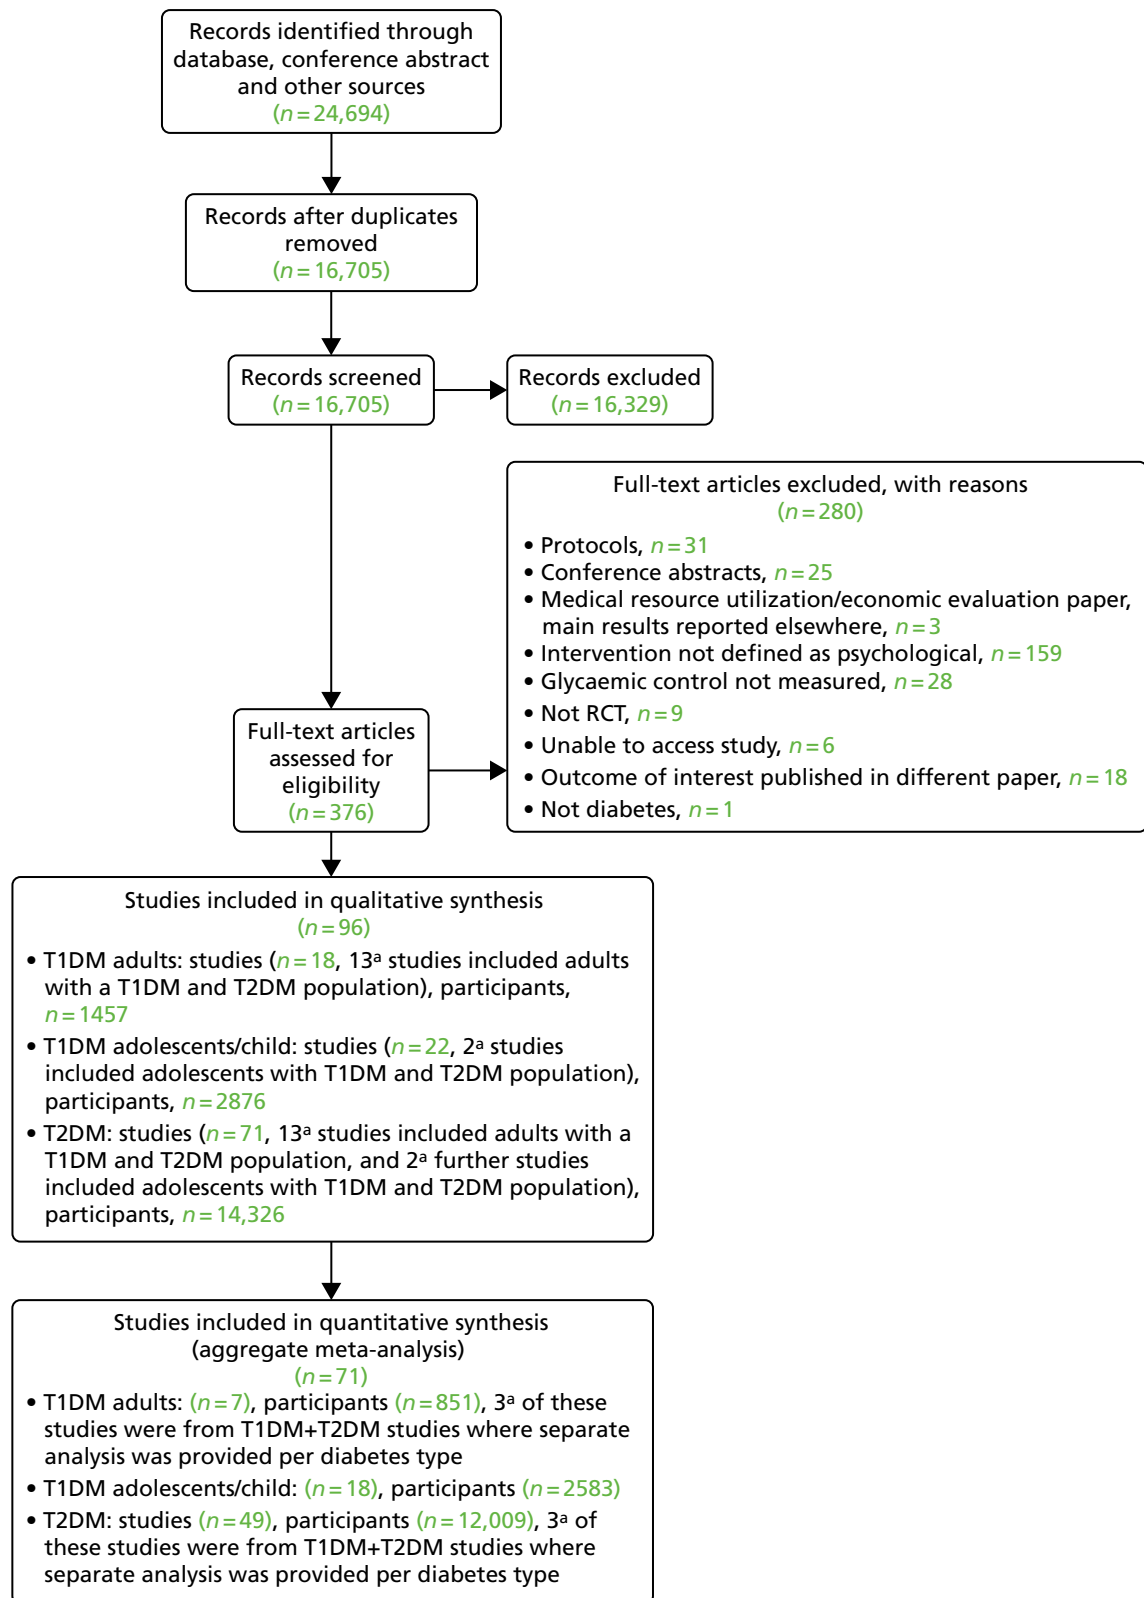 Records identified through
database, conference abstract
and other sources
(n=24,694)
Records after duplicates
removed
(n=16,705)
Records screened
(n=16,705)
Records excluded
(n=16,329)
Full-text articles excluded, with reasons
(n=280)
• Protocols, n=31
• Conference abstracts, n=25
• Medical resource utilization/economic evaluation paper,
main results reported elsewhere, n=3
• Intervention not defined as psychological, n=159
• Glycaemic control not measured, n=28
• Not RCT, n=9
• Unable to access study, n=6
• Outcome of interest published in different paper, n=18
• Not diabetes, n=1
Full-text articles
assessed for
eligibility
(n=376)
Studies included in qualitative synthesis
(n=96)
• T1DM adults: studies (n=18, 13ª studies included adults
with a T1DM and T2DM population), participants,
n=1457
• T1DM adolescents/child: studies (n=22, 2ª studies
included adolescents with T1DM and T2DM population),
participants, n=2876
• T2DM: studies (n=71, 13ª studies included adults with a
T1DM and T2DM population, and 2ª further studies
included adolescents with T1DM and T2DM population),
participants, n=14,326
Studies included in quantitative synthesis
(aggregate meta-analysis)
(n=71)
• T1DM adults: (n=7), participants (n=851), 3ª of these
studies were from T1DM+T2DM studies where separate
analysis was provided per diabetes type
• T1DM adolescents/child: (n=18), participants (n=2583)
• T2DM: studies (n=49), participants (n=12,009), 3ª of
these studies were from T1DM+T2DM studies where
separate analysis was provided per diabetes type